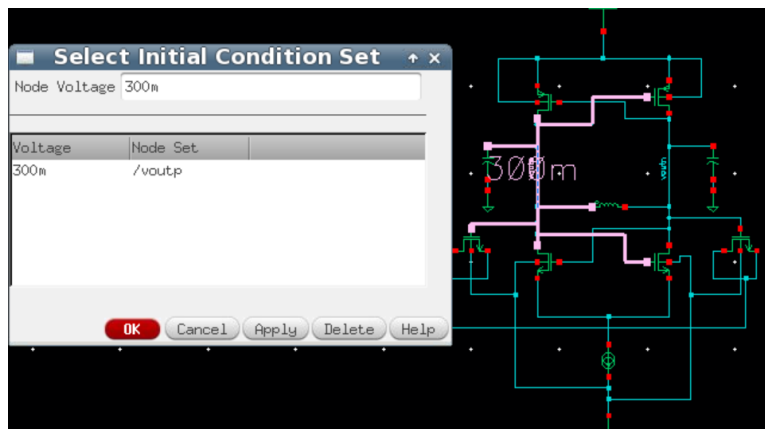 Select Initial Condition Set
Node Voltage 300m
Voltage Node Set
300m /voutp
OK Cancel Apply Delete Help
300m
voutn